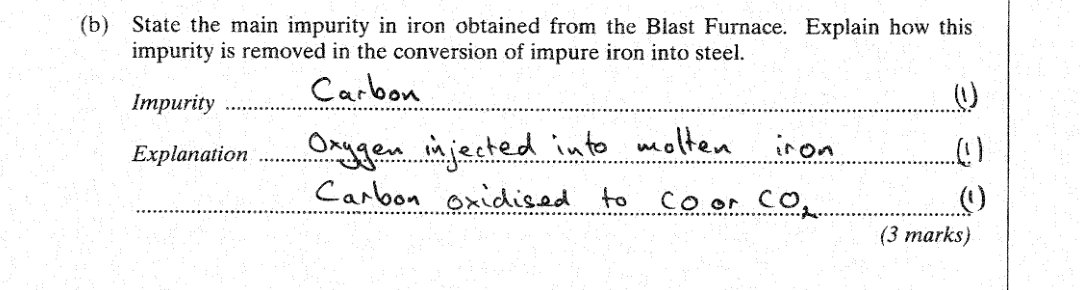 (b) State the main impurity in iron obtained from the Blast Furnace. Explain how this
impurity is removed in the conversion of impure iron into steel.
Impurity Carbon (1)
Explanation Oxygen injected into molten iron (1)
Carbon oxidised to CO or CO₂ (1)
(3 marks)